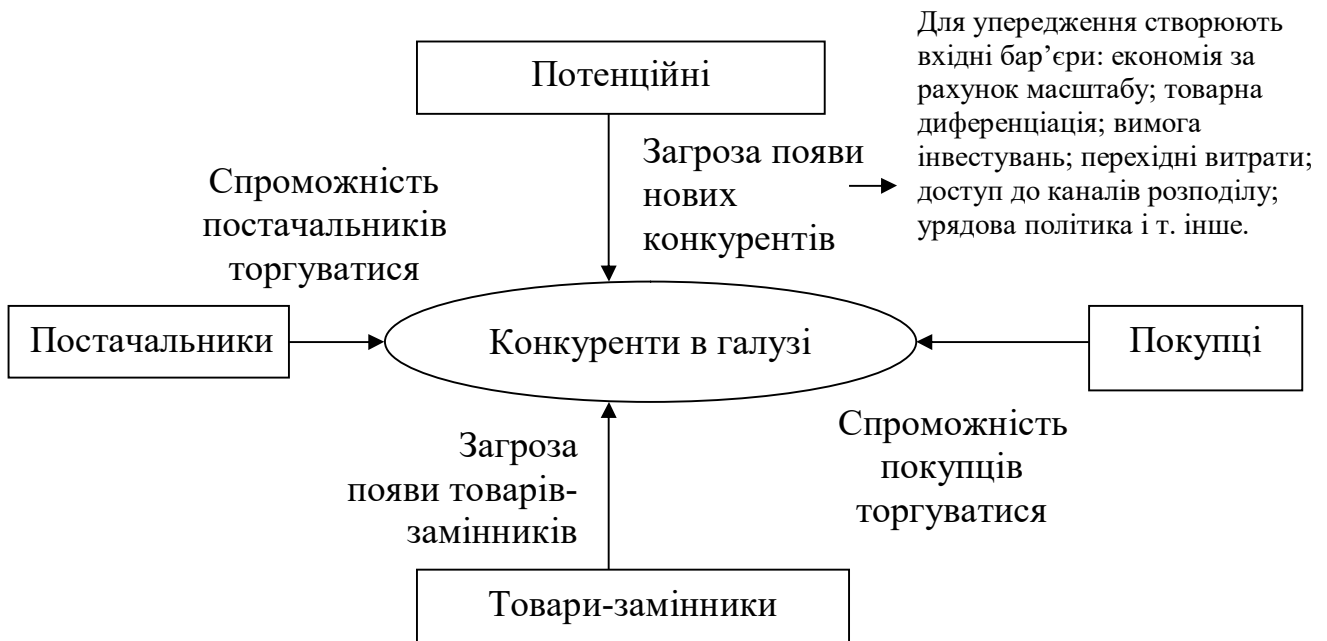 Для упередження створюють
вхідні бар’єри: економія за
рахунок масштабу; товарна
диференціація; вимога
інвестувань; перехідні витрати;
доступ до каналів розподілу;
урядова політика і т. інше.
Потенційні
Загроза появи
нових
конкурентів
Спроможність
постачальників
торгуватися
Постачальники
Конкуренти в галузі
Покупці
Спроможність
покупців
торгуватися
Загроза
появи товарів-
замінників
Товари-замінники